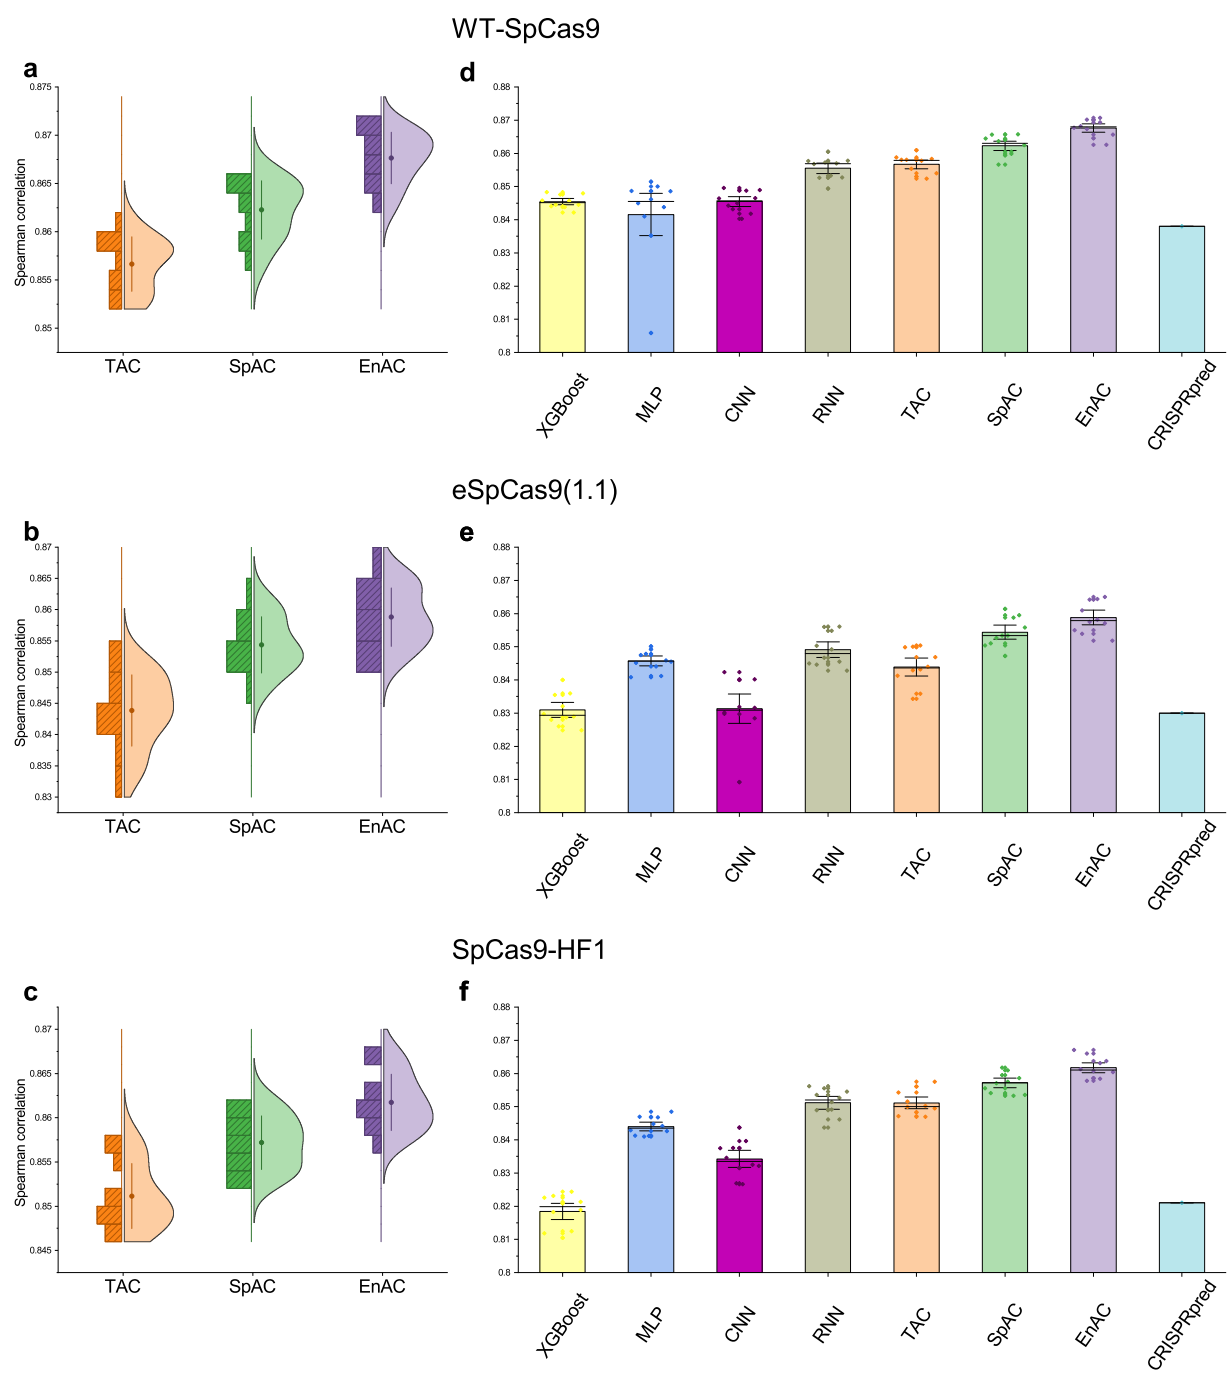 WT-SpCas9
a
Spearman correlation
0.875
0.87
0.865
0.86
0.855
0.85
TAC SpAC EnAC
d
0.88
0.87
0.86
0.85
0.84
0.83
0.82
0.81
0.8
XGBoost MLP CNN RNN TAC SpAC EnAC CRISPRpred
eSpCas9(1.1)
b
Spearman correlation
0.87
0.865
0.86
0.855
0.85
0.845
0.84
0.835
0.83
TAC SpAC EnAC
e
0.88
0.87
0.86
0.85
0.84
0.83
0.82
0.81
0.8
XGBoost MLP CNN RNN TAC SpAC EnAC CRISPRpred
SpCas9-HF1
c
Spearman correlation
0.87
0.865
0.86
0.855
0.85
0.845
TAC SpAC EnAC
f
0.88
0.87
0.86
0.85
0.84
0.83
0.82
0.81
0.8
XGBoost MLP CNN RNN TAC SpAC EnAC CRISPRpred